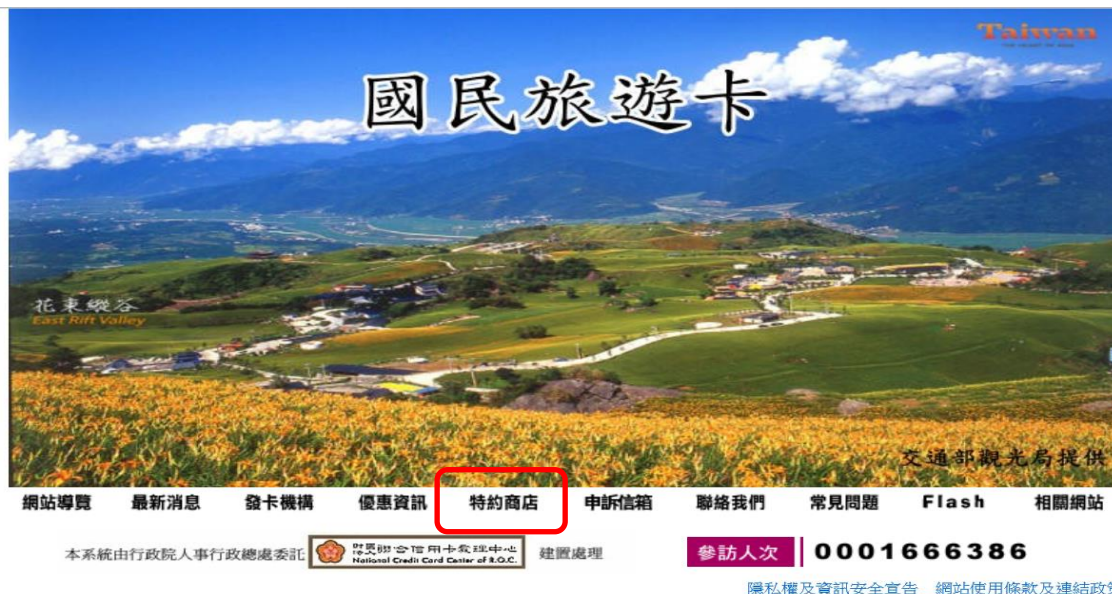 Taiwan
國民旅遊卡
花東縱谷
East Rift Valley
交通部觀光局提供
網站導覽 最新消息 發卡機構 優惠資訊 特約商店 申訴信箱 聯絡我們 常見問題 Flash 相關網站
本系統由行政院人事行政總處委託 財團法人聯合信用卡處理中心 建置處理 參訪人次 0001666386
National Credit Card Center of R.O.C.
隱私權及資訊安全宣告 網站使用條款及連結政策